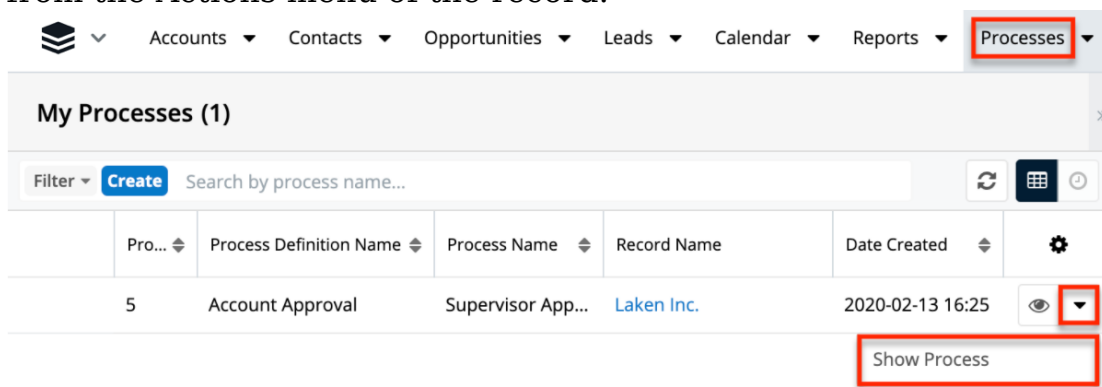 from the Actions menu of the record:
Accounts Contacts Opportunities Leads Calendar Reports Processes
My Processes (1)
Filter Create Search by process name...
Pro... Process Definition Name Process Name Record Name Date Created
5 Account Approval Supervisor App... Laken Inc. 2020-02-13 16:25
Show Process